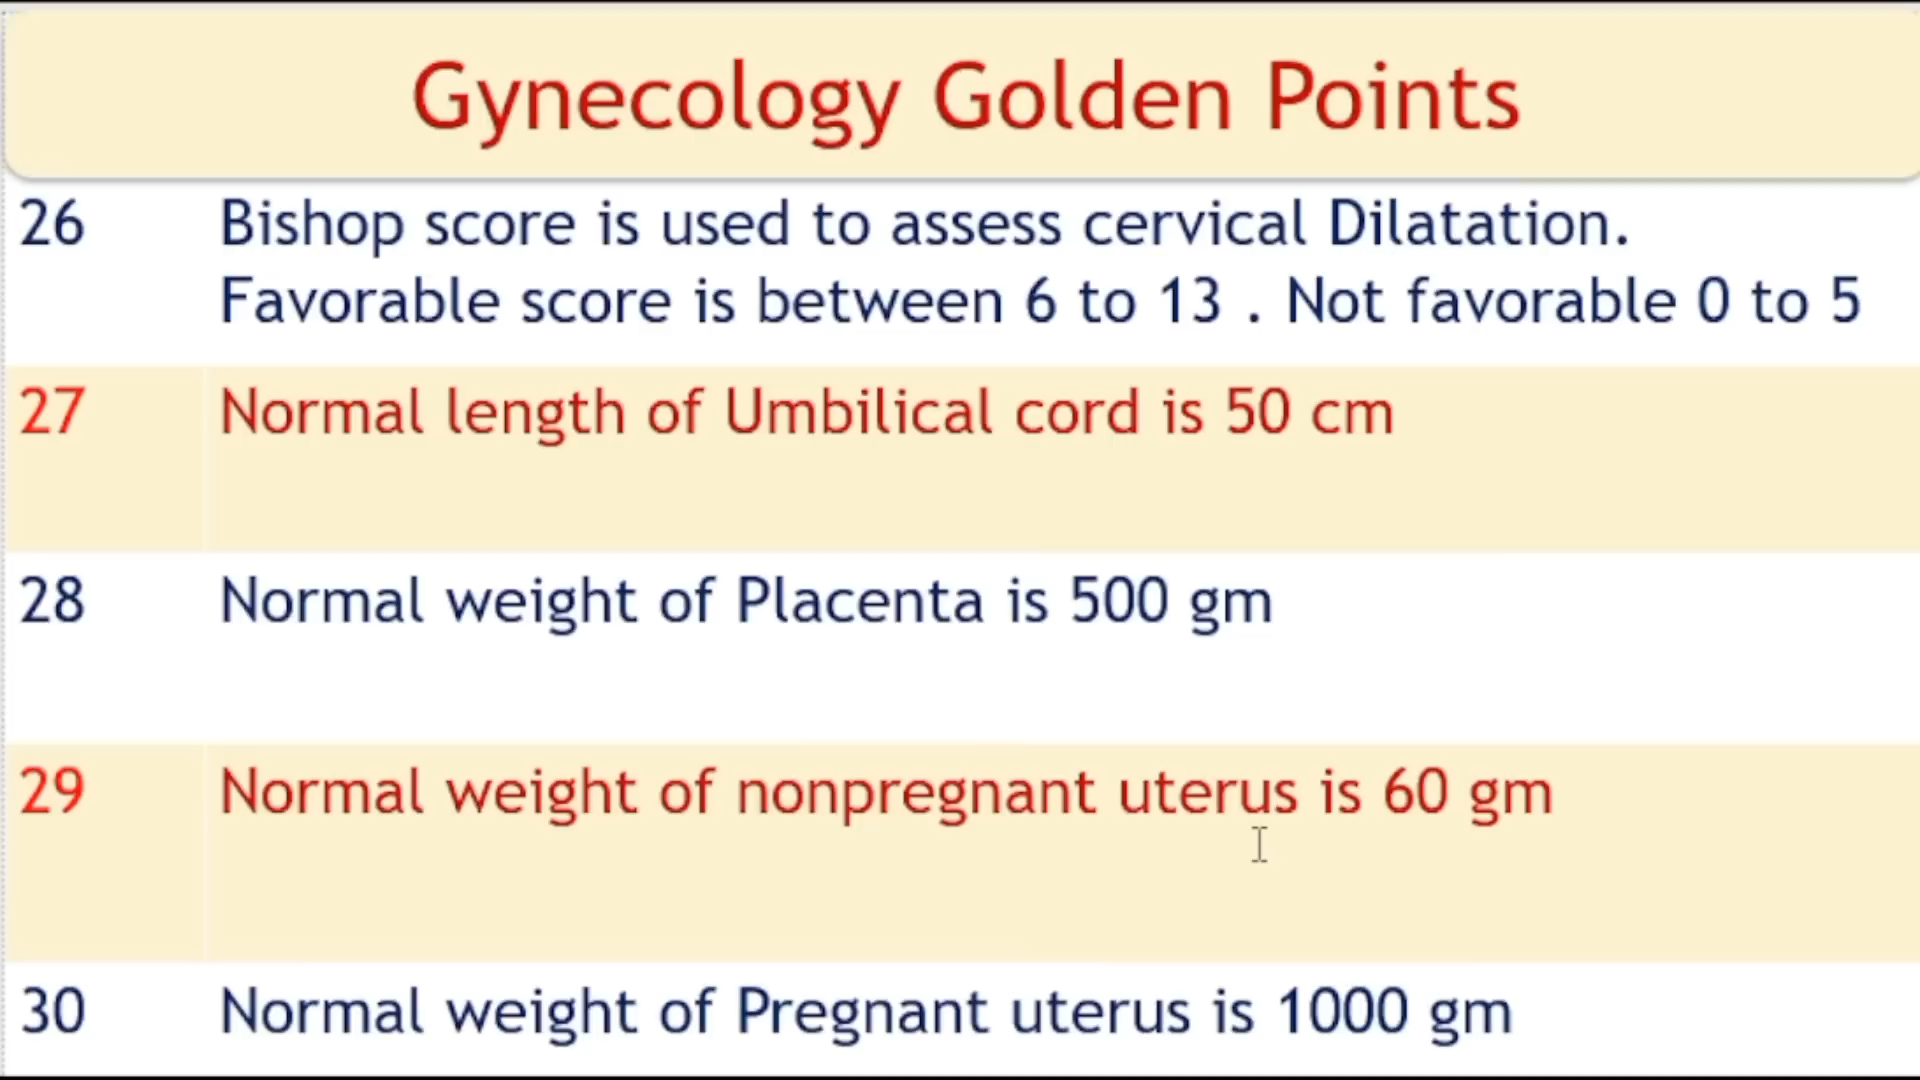 Gynecology Golden Points
26 Bishop score is used to assess cervical Dilatation.
Favorable score is between 6 to 13 . Not favorable 0 to 5
27 Normal length of Umbilical cord is 50 cm
28 Normal weight of Placenta is 500 gm
29 Normal weight of nonpregnant uterus is 60 gm
30 Normal weight of Pregnant uterus is 1000 gm